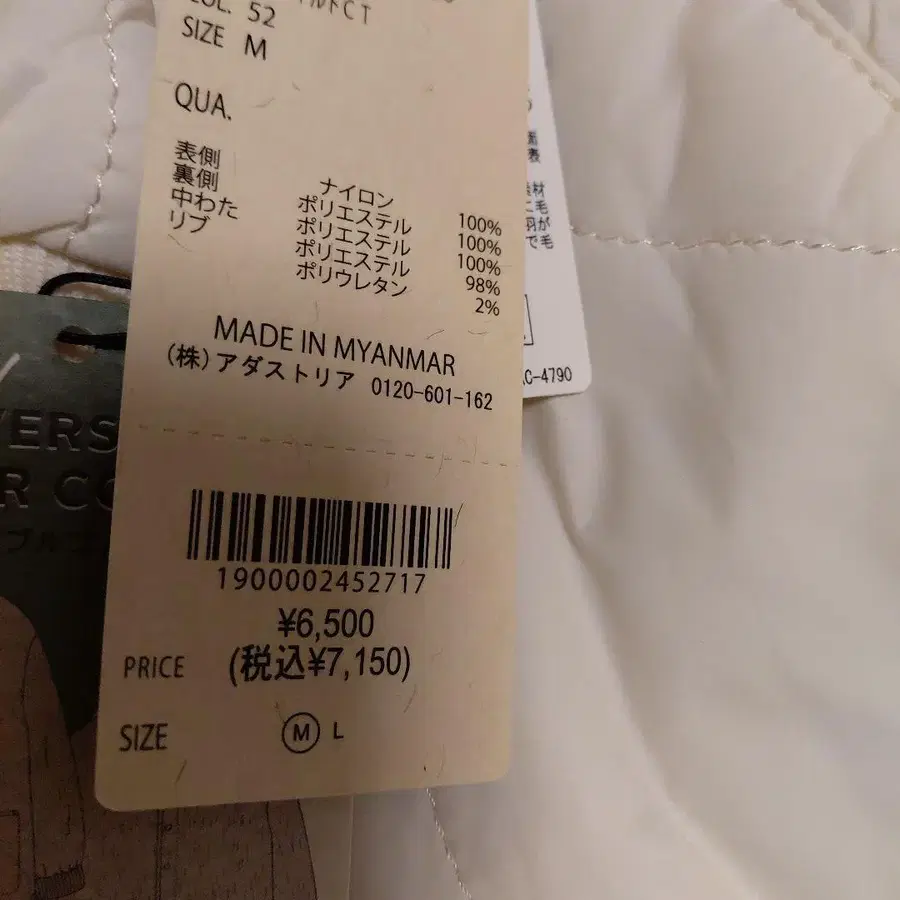 COL. 52
SIZE M
QUA.
表側 ナイロン 100%
裏側 ポリエステル 100%
中わた ポリエステル 100%
リブ ポリエステル 98%
ポリウレタン 2%
MADE IN MYANMAR
(株)アダストリア 0120-601-162
1900002452717
¥6,500
PRICE (税込¥7,150)
SIZE Ⓜ L
C-4790